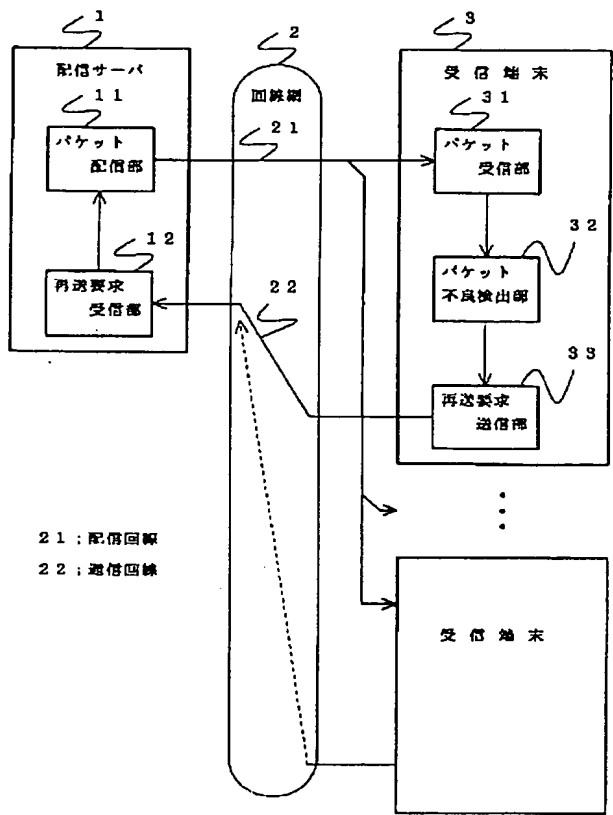 1
配信サーバ
11
パケット
配信部
12
再送要求
受信部
2
回線網
21
22
3
受信端末
31
パケット
受信部
32
パケット
不良検出部
33
再送要求
送信部
21;配信回線
22;送信回線
受信端末